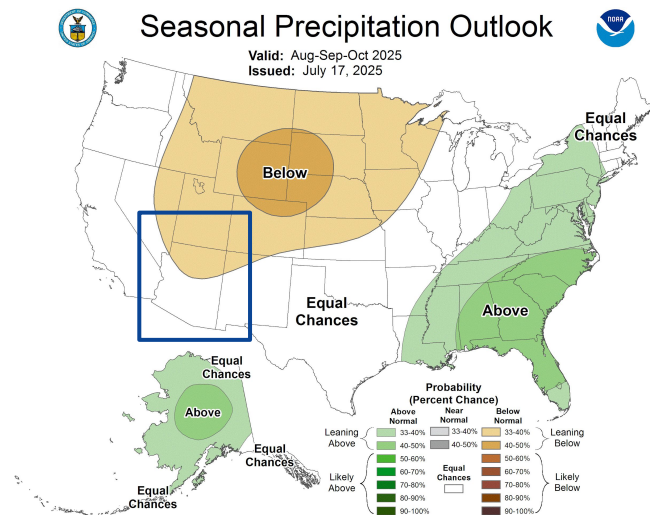 Seasonal Precipitation Outlook
NOAA
Valid: Aug-Sep-Oct 2025
Issued: July 17, 2025
Equal
Chances
Below
Equal
Chances
Above
Equal
Chances
Above
Equal
Chances
Equal
Chances
Probability
(Percent Chance)
Above
Normal
Near
Normal
Below
Normal
Leaning
Above
33-40%
33-40%
33-40%
Leaning
Below
40-50%
40-50%
40-50%
Likely
Above
50-60%
60-70%
70-80%
80-90%
90-100%
Equal
Chances
50-60%
60-70%
70-80%
80-90%
90-100%
Likely
Below